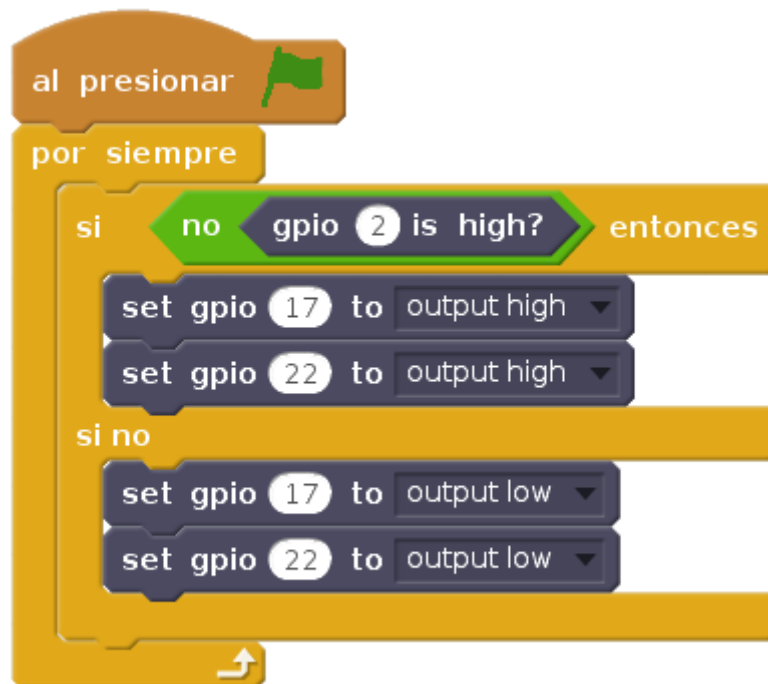 al presionar
por siempre
si no gpio 2 is high? entonces
set gpio 17 to output high
set gpio 22 to output high
si no
set gpio 17 to output low
set gpio 22 to output low